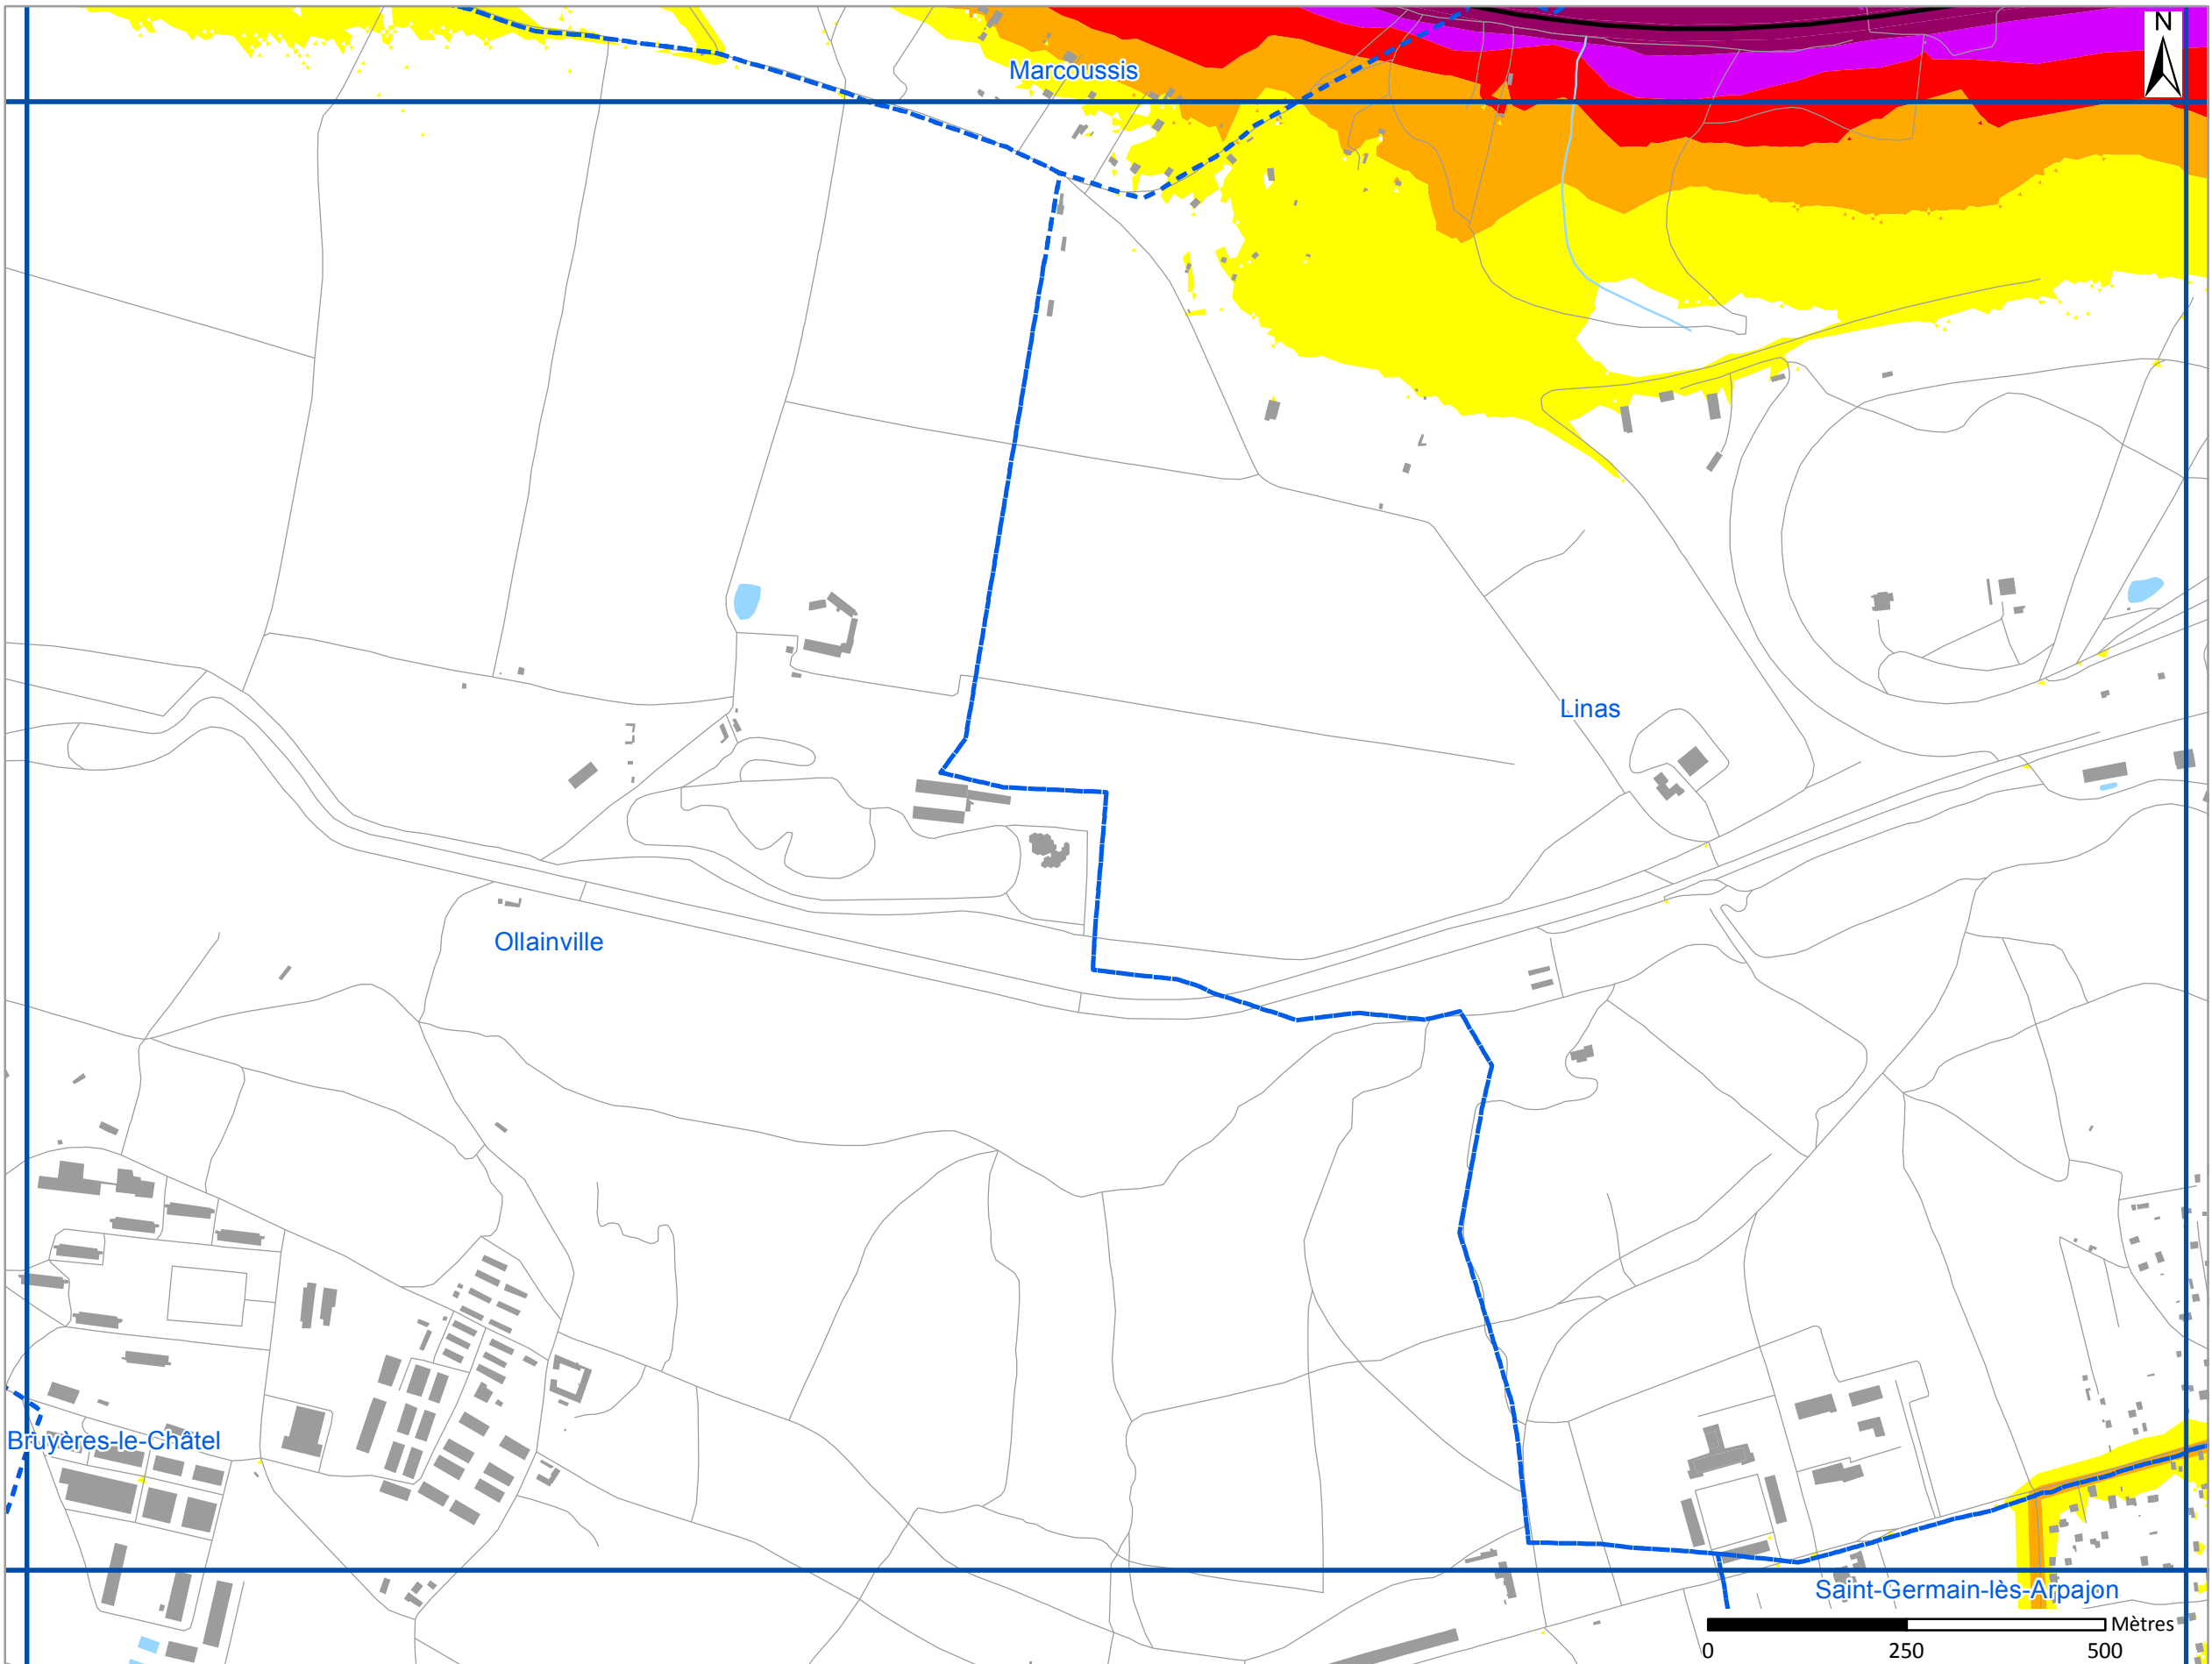 N
Marcoussis
Linas
Ollainville
Bruyères-le-Châtel
Saint-Germain-lès-Arpajon
Mètres
0 250 500